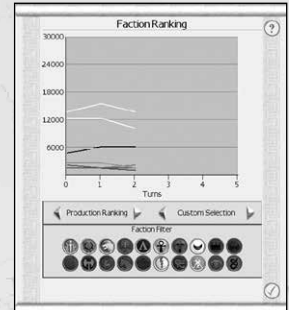 Faction Ranking
?
30000
24000
18000
12000
6000
0 1 2 3 4 5
Turns
Production Ranking Custom Selection
Faction Filter